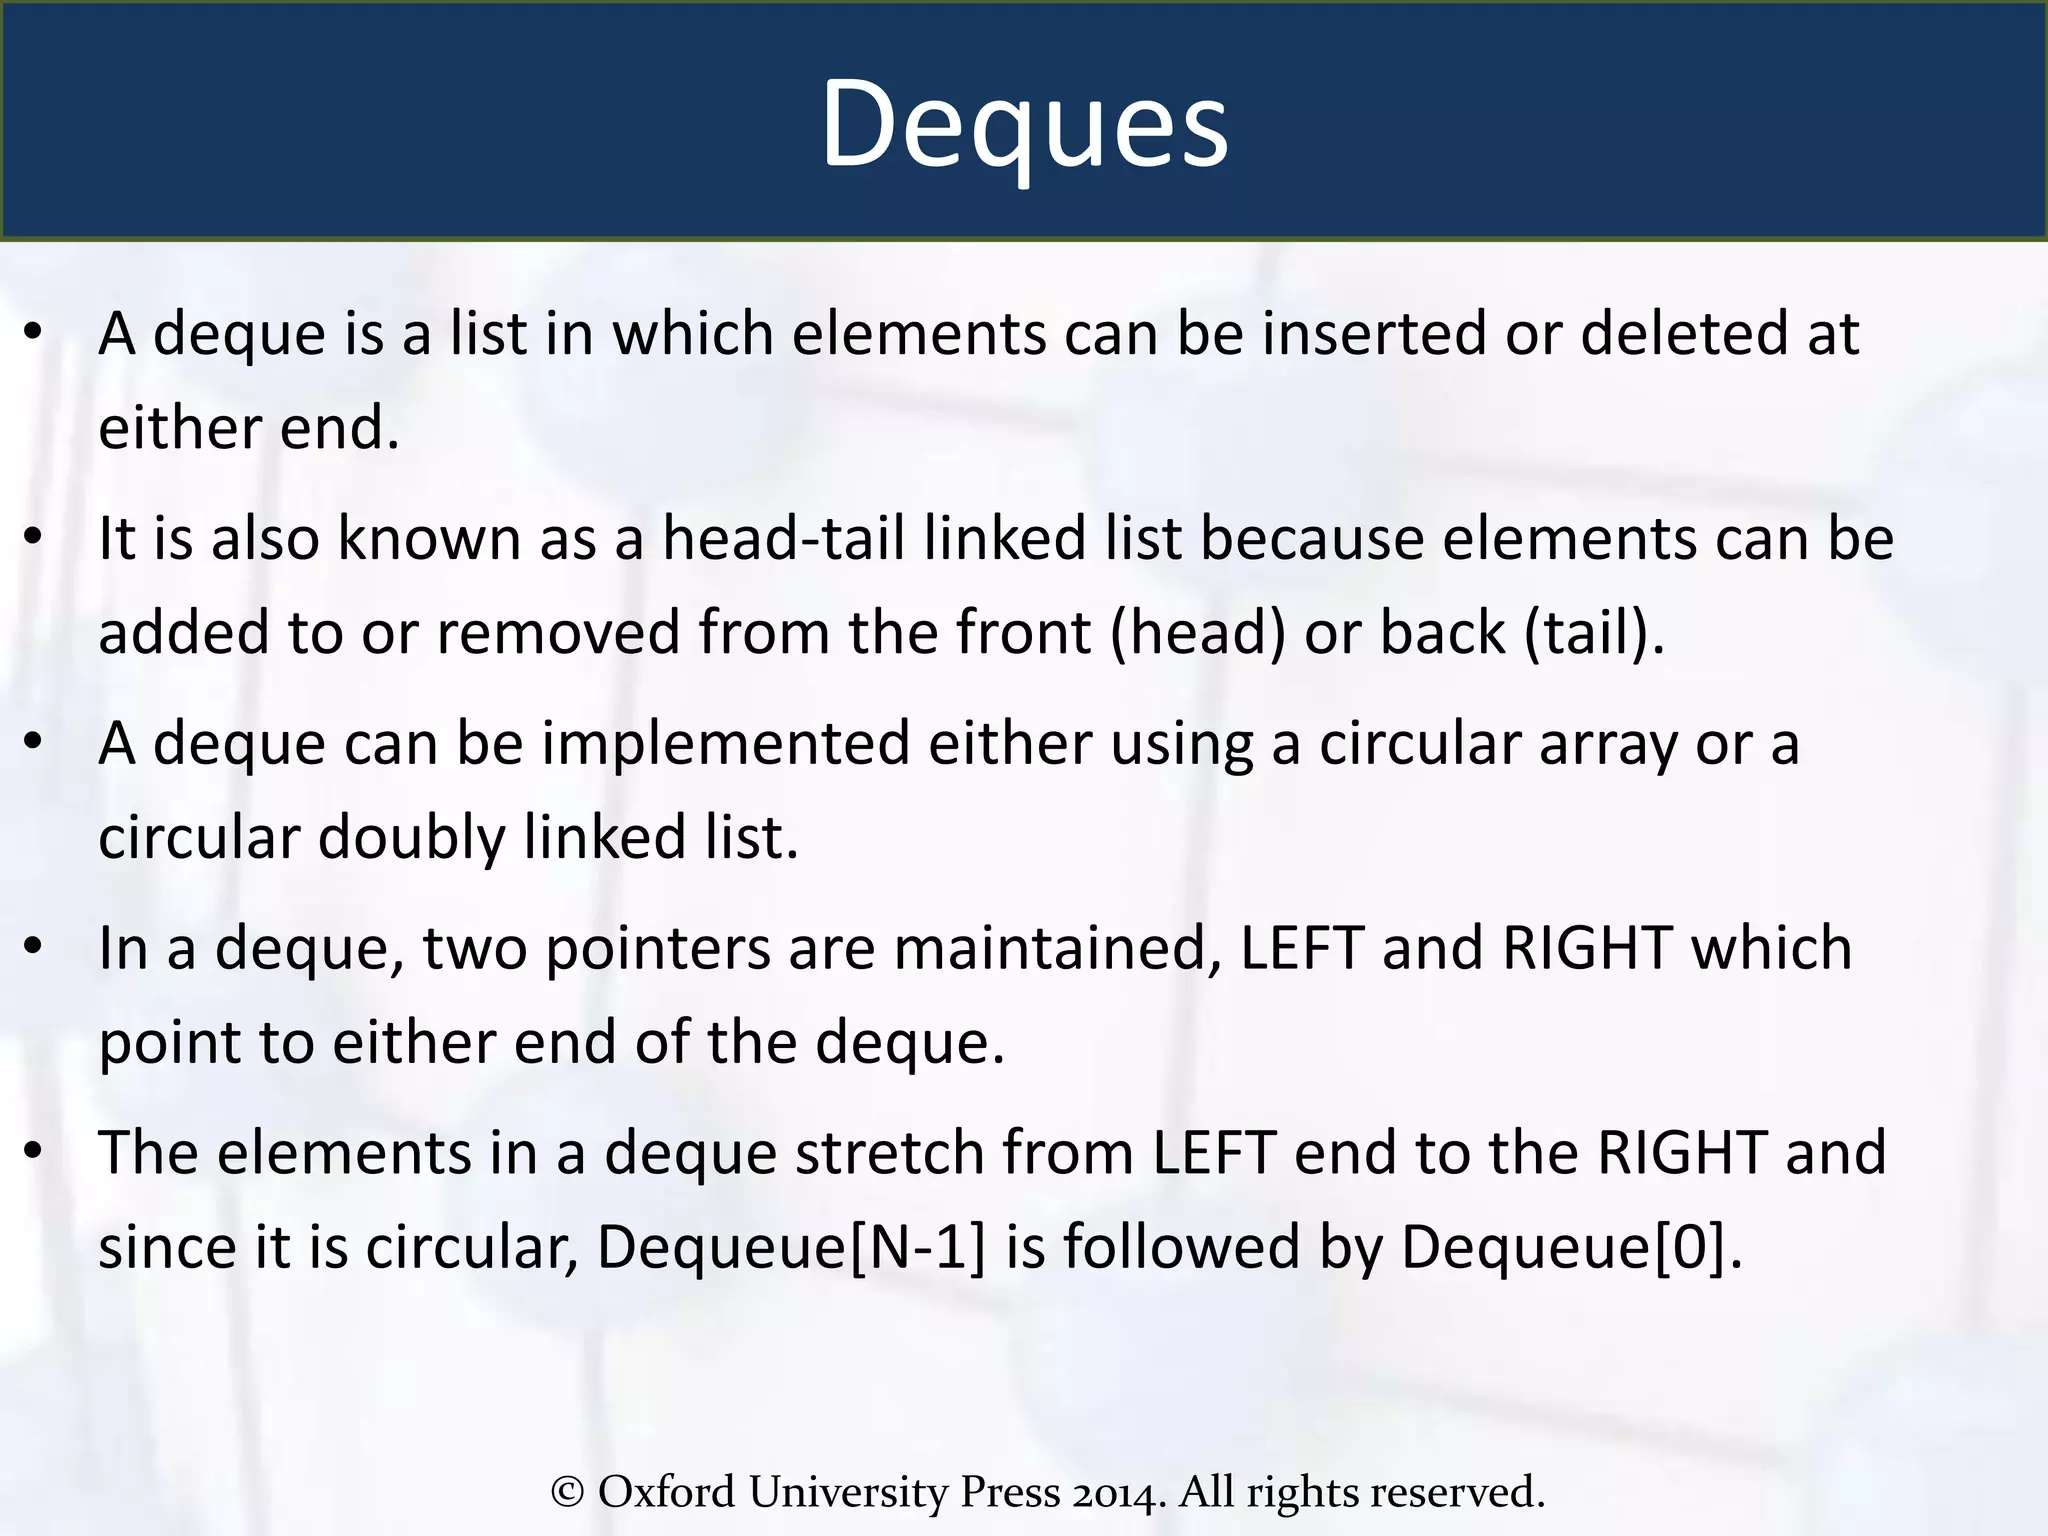 Deques
• A deque is a list in which elements can be inserted or deleted at
either end.
• It is also known as a head-tail linked list because elements can be
added to or removed from the front (head) or back (tail).
• A deque can be implemented either using a circular array or a
circular doubly linked list.
• In a deque, two pointers are maintained, LEFT and RIGHT which
point to either end of the deque.
• The elements in a deque stretch from LEFT end to the RIGHT and
since it is circular, Dequeue[N-1] is followed by Dequeue[0].
© Oxford University Press 2014. All rights reserved.